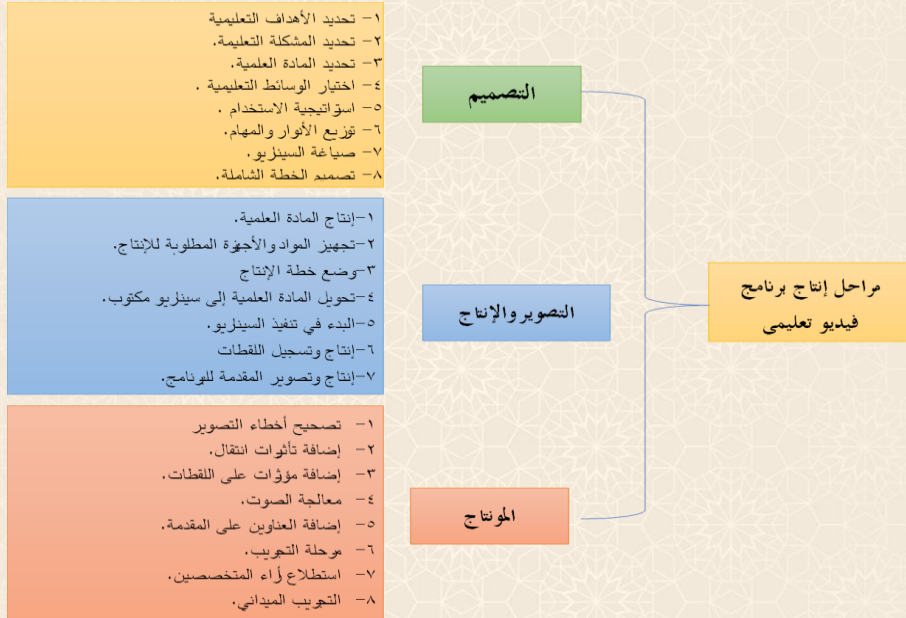 مراحل إنتاج برنامج
فيديو تعليمى
التصميم
١- تحديد الأهداف التعليمية
٢- تحديد المشكلة التعليمة.
٣- تحديد المادة العلمية.
٤- اختيار الوسائط التعليمية .
٥- استراتيجية الاستخدام .
٦- توزيع الأدوار والمهام.
٧- صياغة السيناريو.
٨- تصميم الخطة الشاملة.
التصوير والإنتاج
١-إنتاج المادة العلمية.
٢-تجهيز المواد والأجهزة المطلوبة للإنتاج.
٣-وضع خطة الإنتاج
٤-تحويل المادة العلمية إلى سيناريو مكتوب.
٥-البدء في تنفيذ السيناريو.
٦-إنتاج وتسجيل اللقطات
٧-إنتاج وتصوير المقدمة للبرنامج.
المونتاج
١- تصحيح أخطاء التصوير
٢- إضافة تأثيرات انتقال.
٣- إضافة مؤثرات على اللقطات.
٤- معالجة الصوت.
٥- إضافة العناوين على المقدمة.
٦- مرحلة التجريب.
٧- استطلاع أراء المتخصصين.
٨- التجريب الميداني.